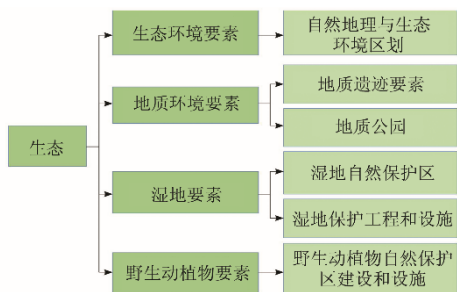 生态
生态环境要素
自然地理与生态
环境区划
地质环境要素
地质遗迹要素
地质公园
湿地要素
湿地自然保护区
湿地保护工程和设施
野生动植物要素
野生动植物自然保护
区建设和设施